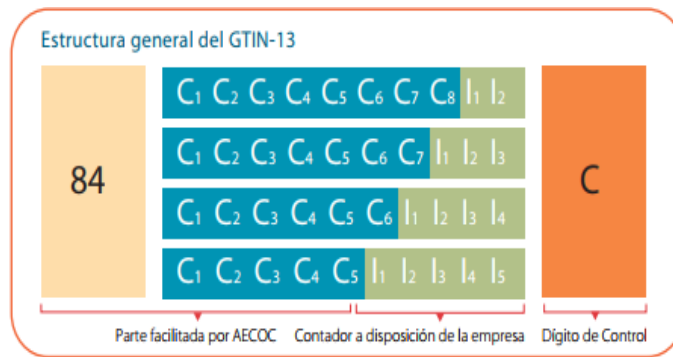 Estructura general del GTIN-13
84
C1 C2 C3 C4 C5 C6 C7 C8 I1 I2
C1 C2 C3 C4 C5 C6 C7 I1 I2 I3
C1 C2 C3 C4 C5 C6 I1 I2 I3 I4
C1 C2 C3 C4 C5 I1 I2 I3 I4 I5
C
Parte facilitada por AECOC Contador a disposición de la empresa Dígito de Control